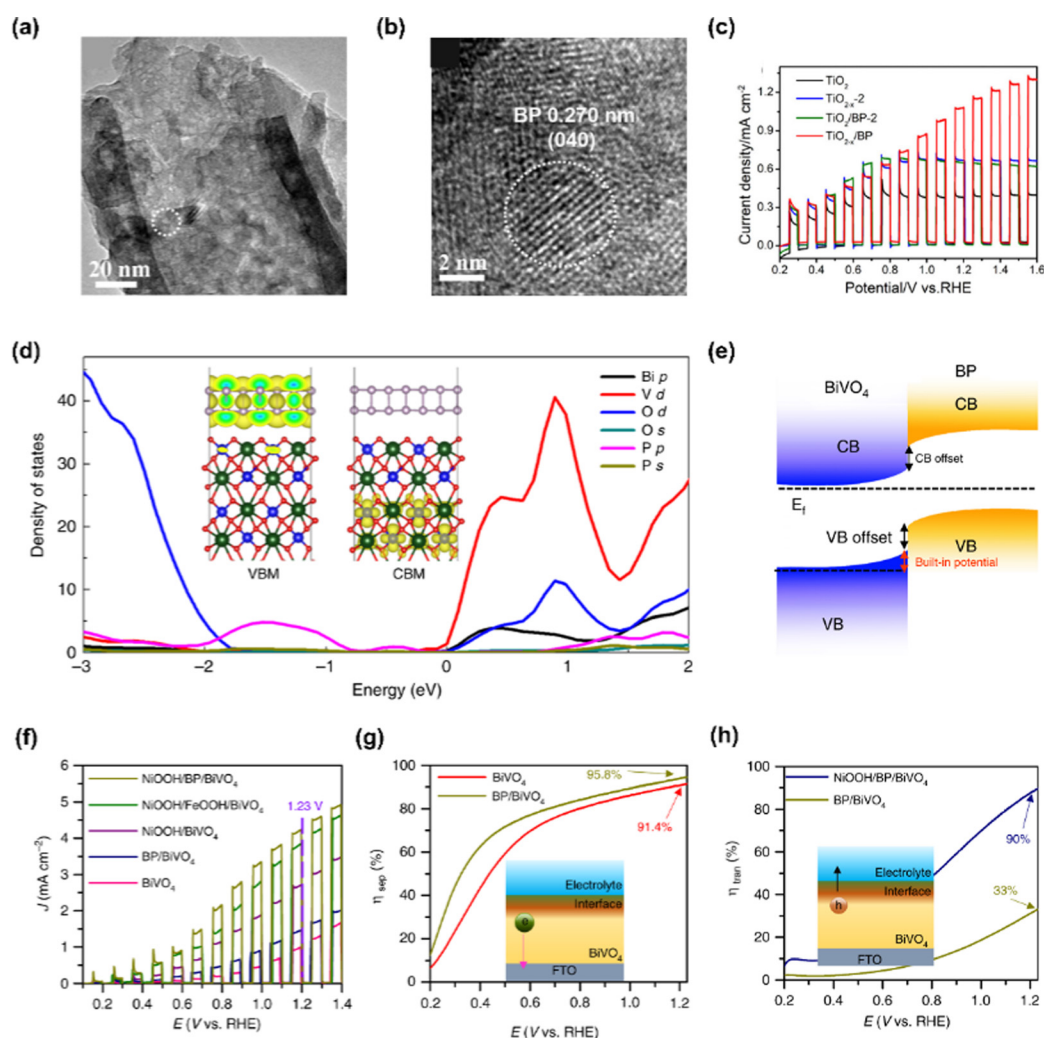 (a)
20 nm
(b)
BP 0.270 nm
(040)
2 nm
(c)
Current density/mA cm⁻²
1.2
0.9
0.6
0.3
0.0
TiO₂
TiO₂₋ₓ-2
TiO₂/BP-2
TiO₂₋ₓ/BP
0.2 0.4 0.6 0.8 1.0 1.2 1.4 1.6
Potential/V vs.RHE
(d)
Density of states
40
30
20
10
0
VBM
CBM
Bi p
V d
O d
O s
P p
P s
−3 −2 −1 0 1 2
Energy (eV)
(e)
BP
BiVO₄
CB
CB
CB offset
E_f
VB offset
VB
Built-in potential
VB
(f)
J (mA cm⁻²)
6
5
4
3
2
1
0
NiOOH/BP/BiVO₄
NiOOH/FeOOH/BiVO₄
1.23 V
NiOOH/BiVO₄
BP/BiVO₄
BiVO₄
0.2 0.4 0.6 0.8 1.0 1.2 1.4
E (V vs. RHE)
(g)
η sep (%)
100
80
60
40
20
0
BiVO₄
BP/BiVO₄
95.8%
91.4%
Electrolyte
Interface
e
BiVO₄
FTO
0.2 0.4 0.6 0.8 1.0 1.2
E (V vs. RHE)
(h)
η tran (%)
100
90
80
70
60
50
40
30
20
10
0
NiOOH/BP/BiVO₄
BP/BiVO₄
90%
33%
Electrolyte
Interface
h
BiVO₄
FTO
0.2 0.4 0.6 0.8 1.0 1.2
E (V vs. RHE)